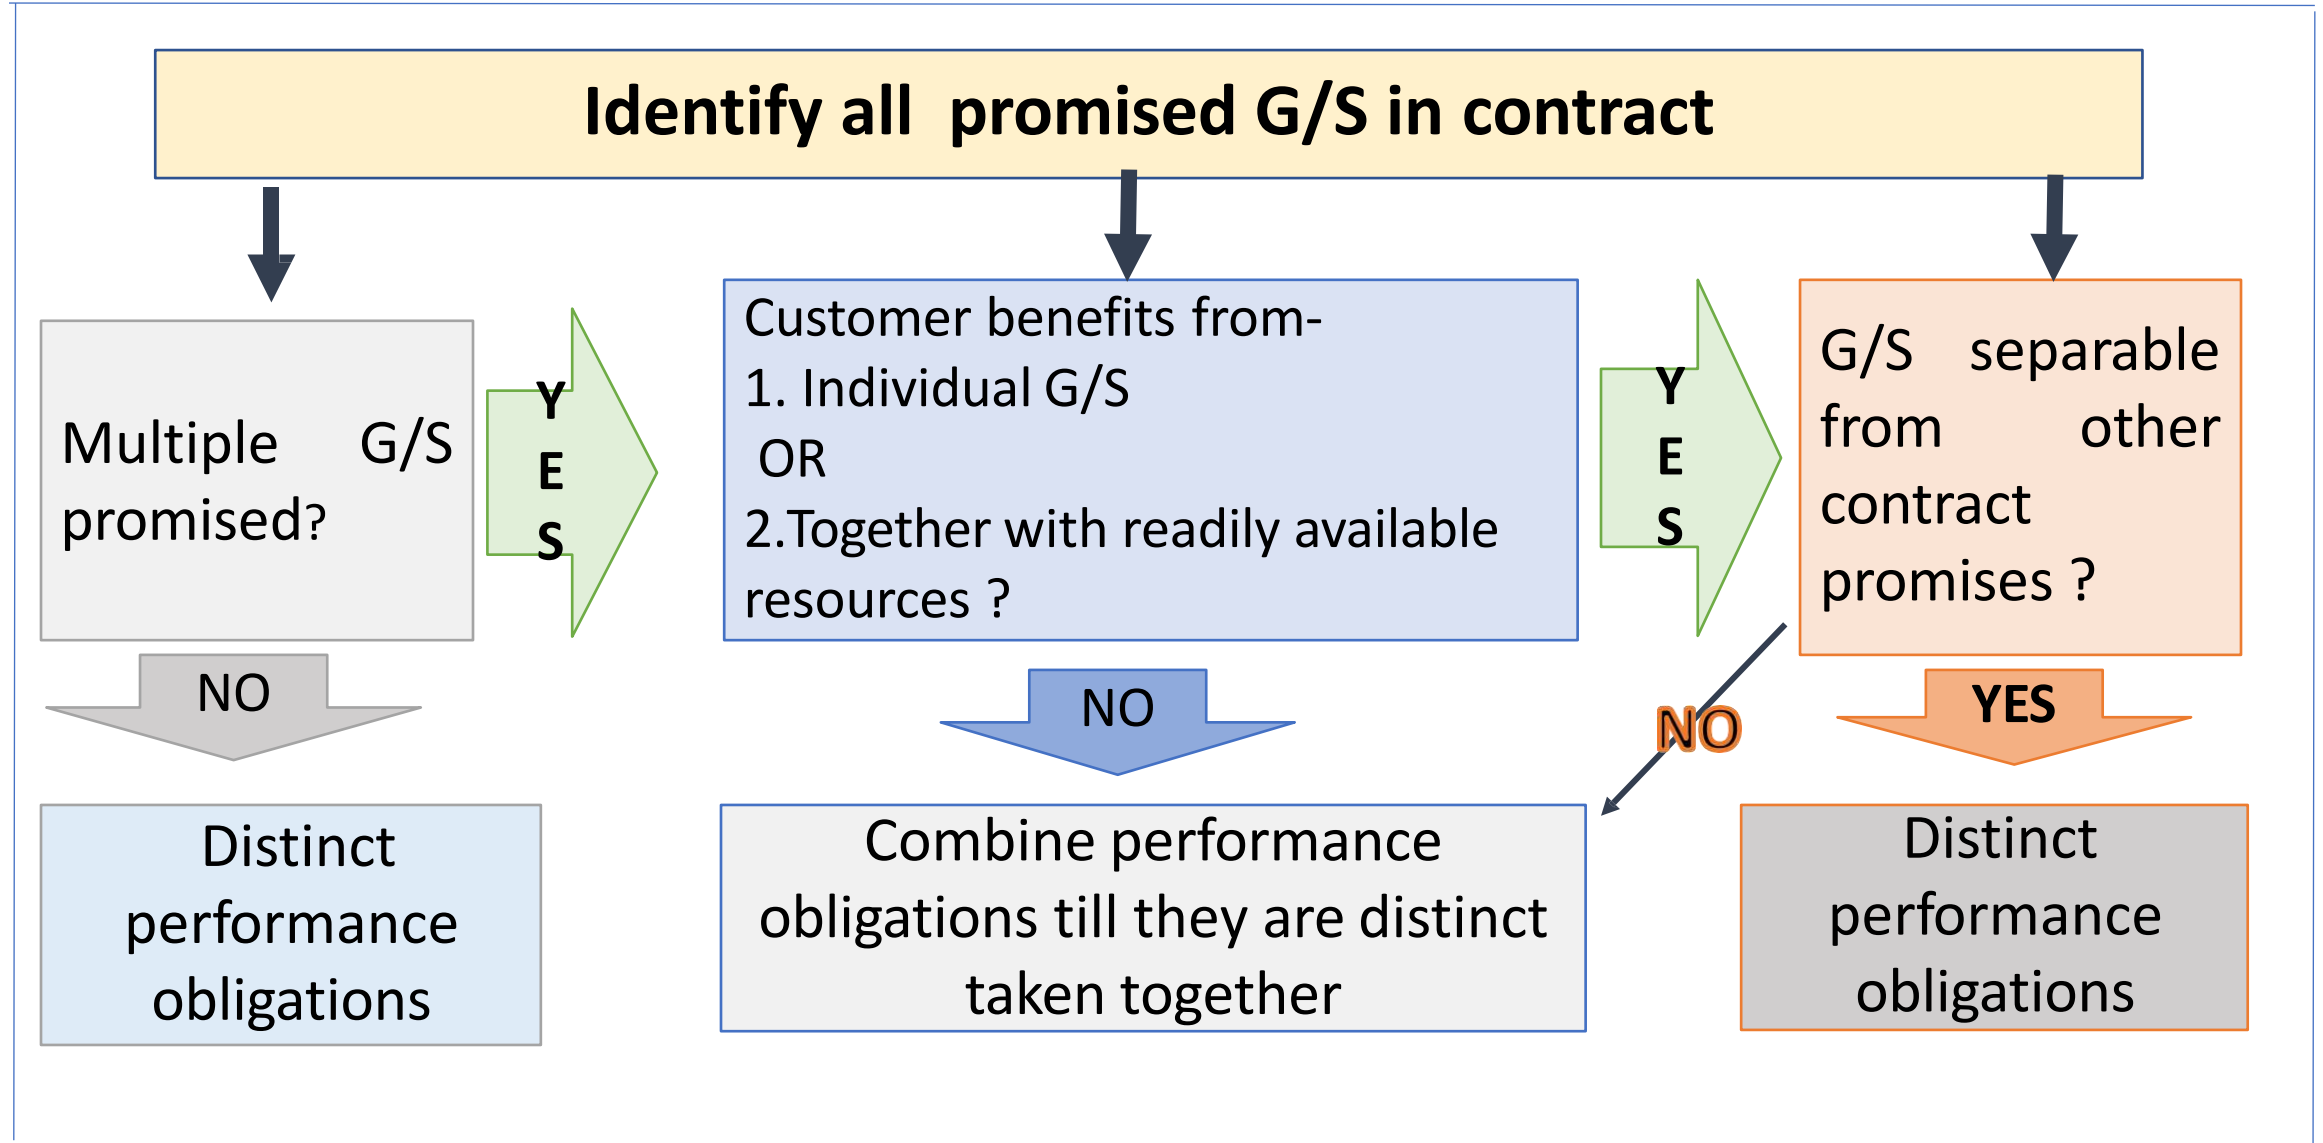 Identify all  promised G/S in contract
Multiple G/S
promised?
Y
E
S
Customer benefits from-
1. Individual G/S
OR
2.Together with readily available
resources ?
Y
E
S
G/S separable
from other
contract
promises ?
NO
NO
NO
YES
Distinct
performance
obligations
Combine performance
obligations till they are distinct
taken together
Distinct
performance
obligations